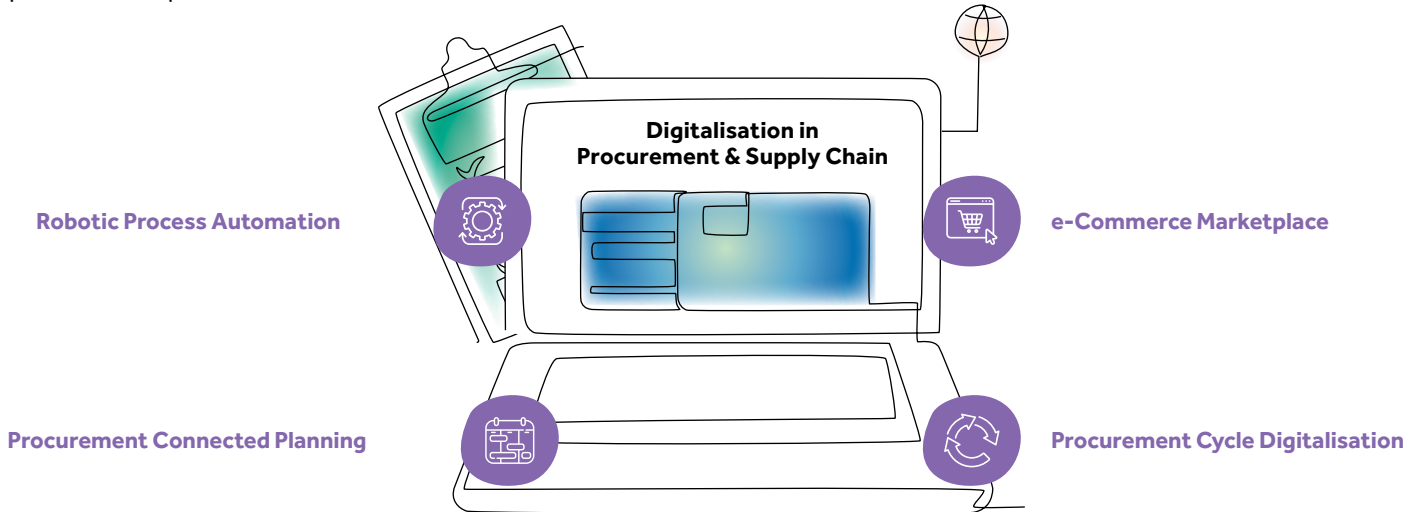 Digitalisation in
Procurement & Supply Chain
Robotic Process Automation
e-Commerce Marketplace
Procurement Connected Planning
Procurement Cycle Digitalisation